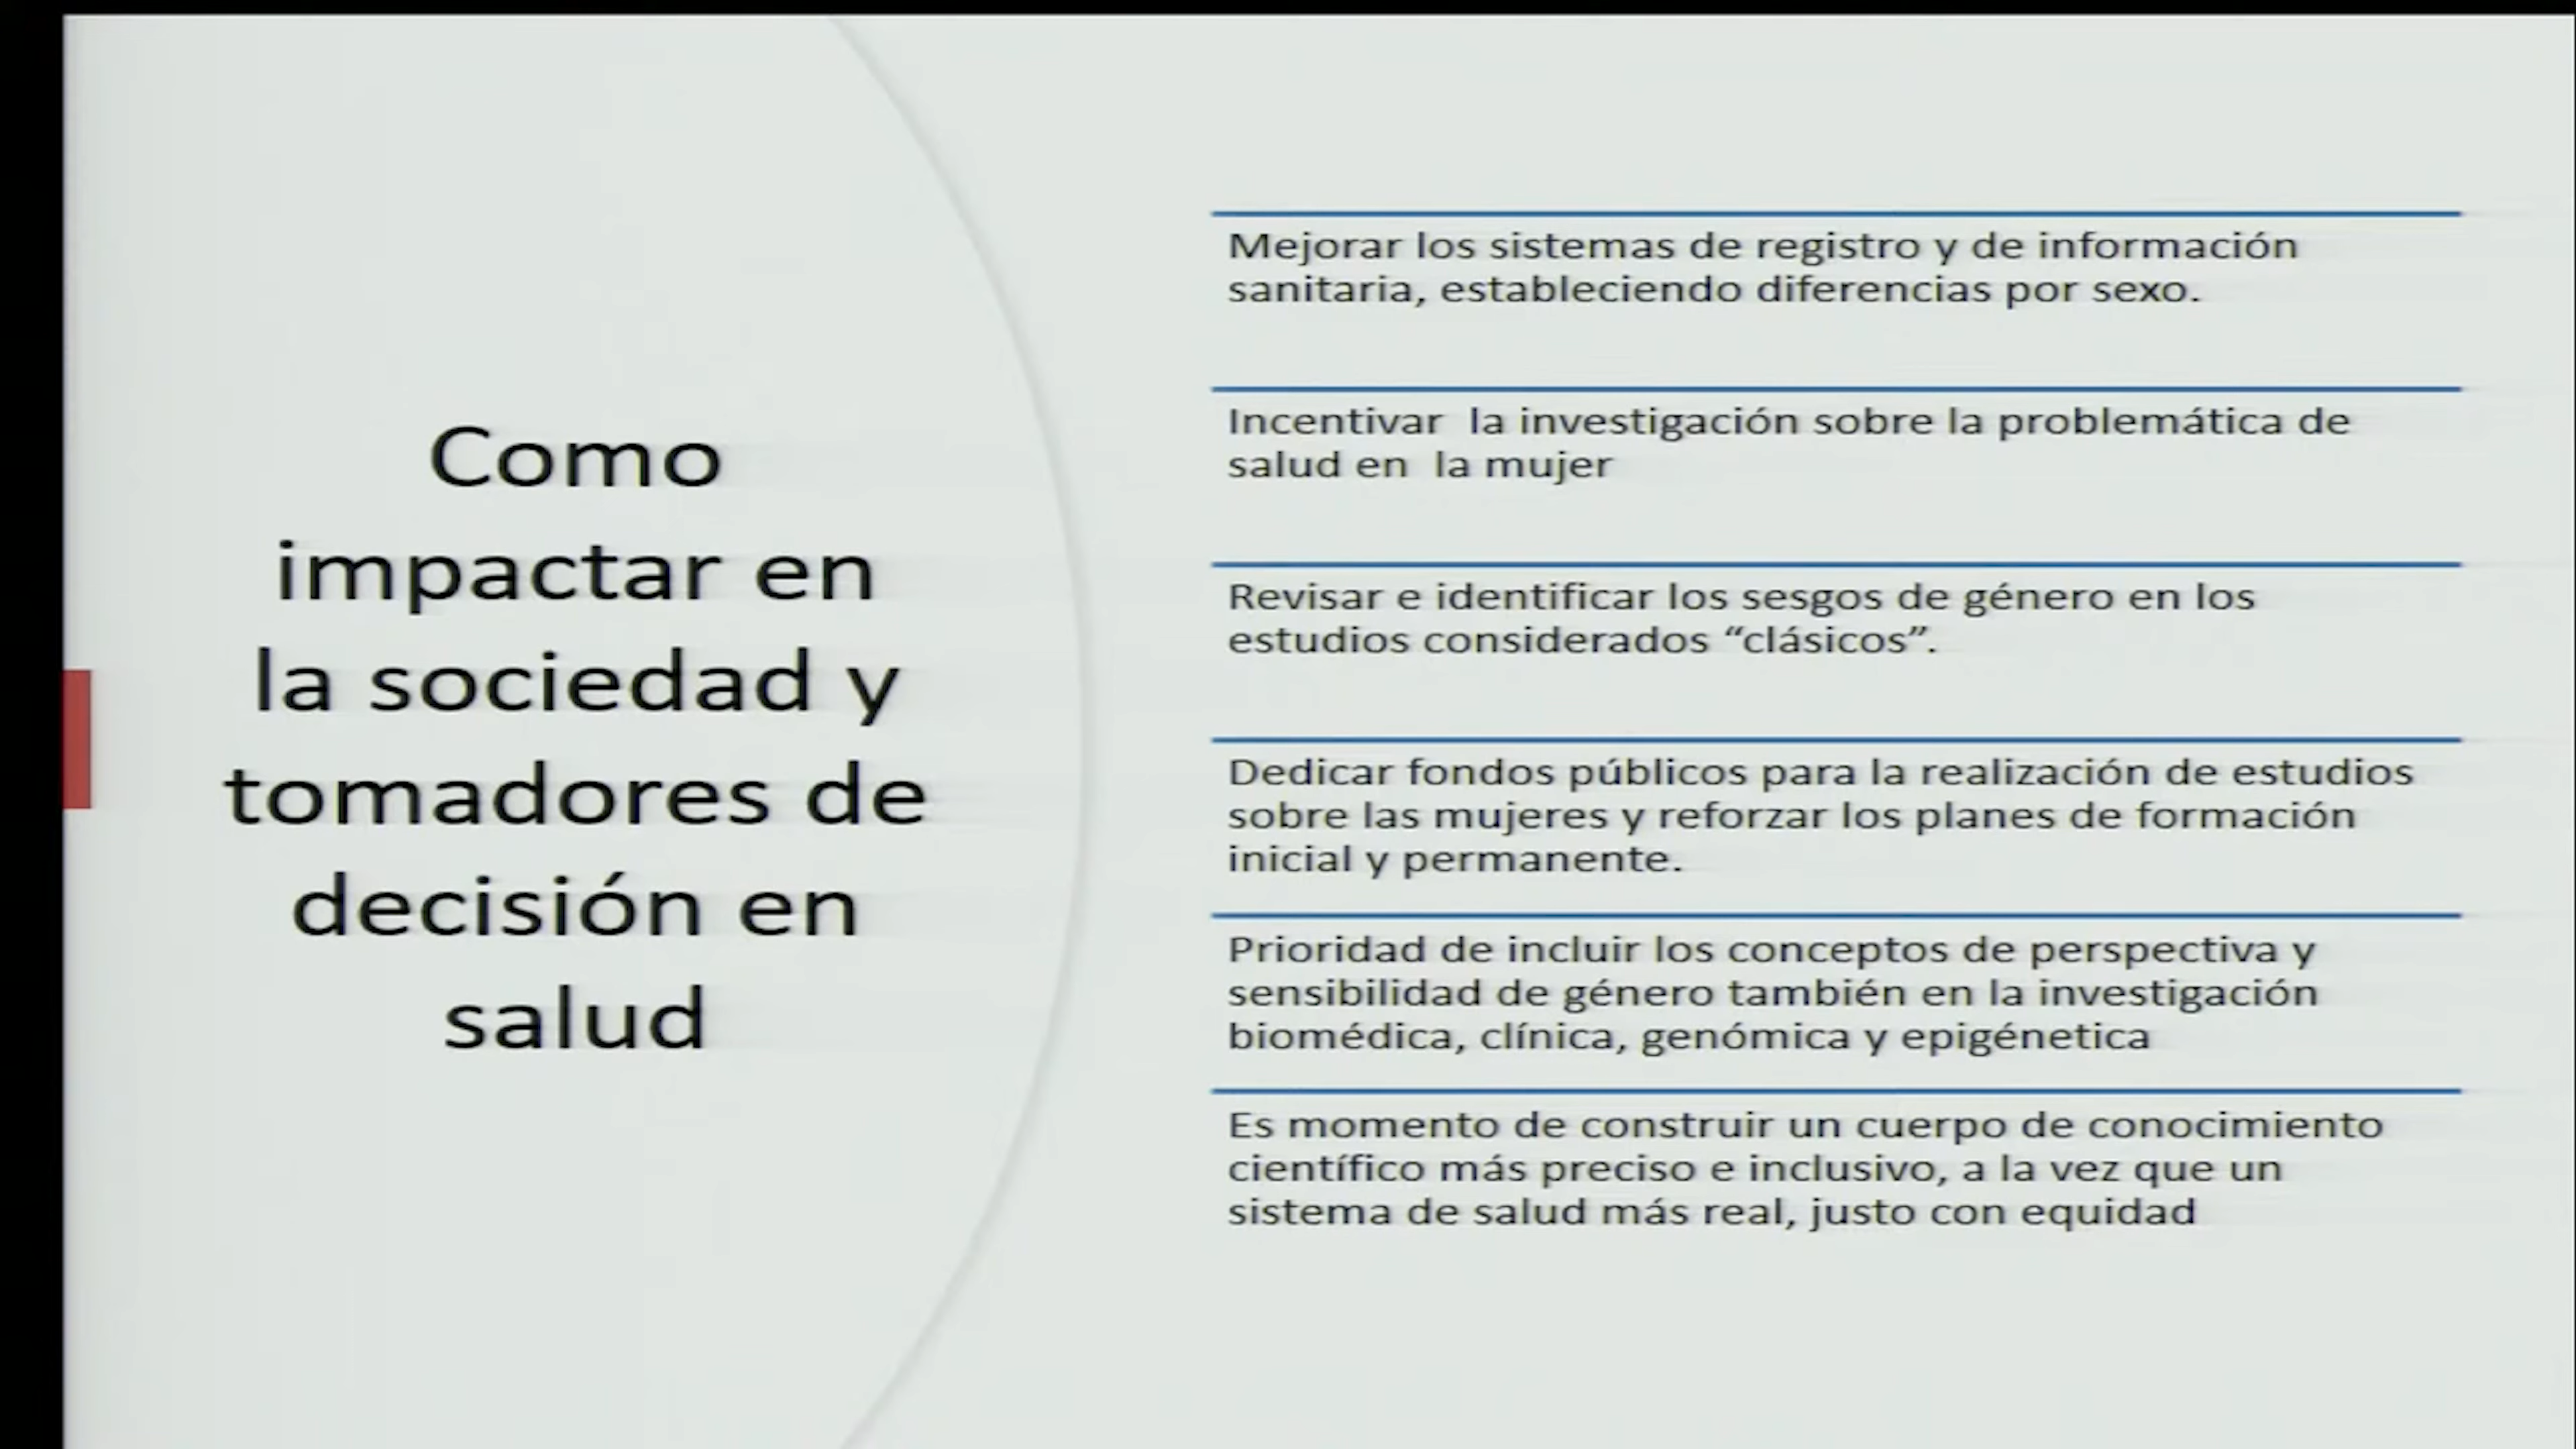 Como
impactar en
la sociedad y
tomadores de
decisión en
salud
Mejorar los sistemas de registro y de información
sanitaria, estableciendo diferencias por sexo.
Incentivar  la investigación sobre la problemática de
salud en  la mujer
Revisar e identificar los sesgos de género en los
estudios considerados “clásicos”.
Dedicar fondos públicos para la realización de estudios
sobre las mujeres y reforzar los planes de formación
inicial y permanente.
Prioridad de incluir los conceptos de perspectiva y
sensibilidad de género también en la investigación
biomédica, clínica, genómica y epigénetica
Es momento de construir un cuerpo de conocimiento
científico más preciso e inclusivo, a la vez que un
sistema de salud más real, justo con equidad